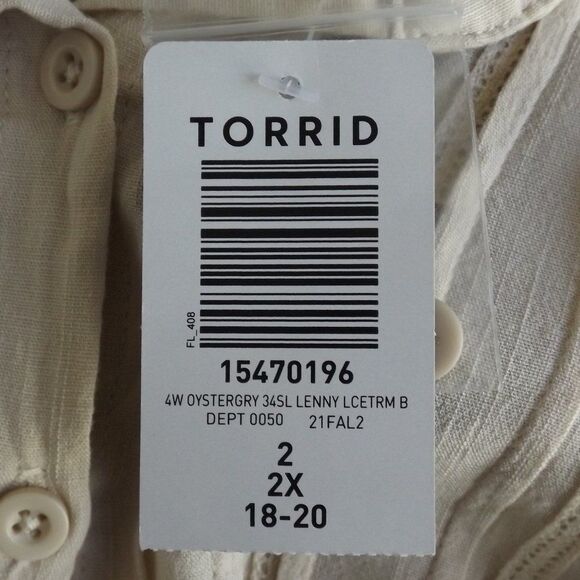 TORRID
FL_408
15470196
4W OYSTERGRY 34SL LENNY LCETRM B
DEPT 0050 21FAL2
2
2X
18-20